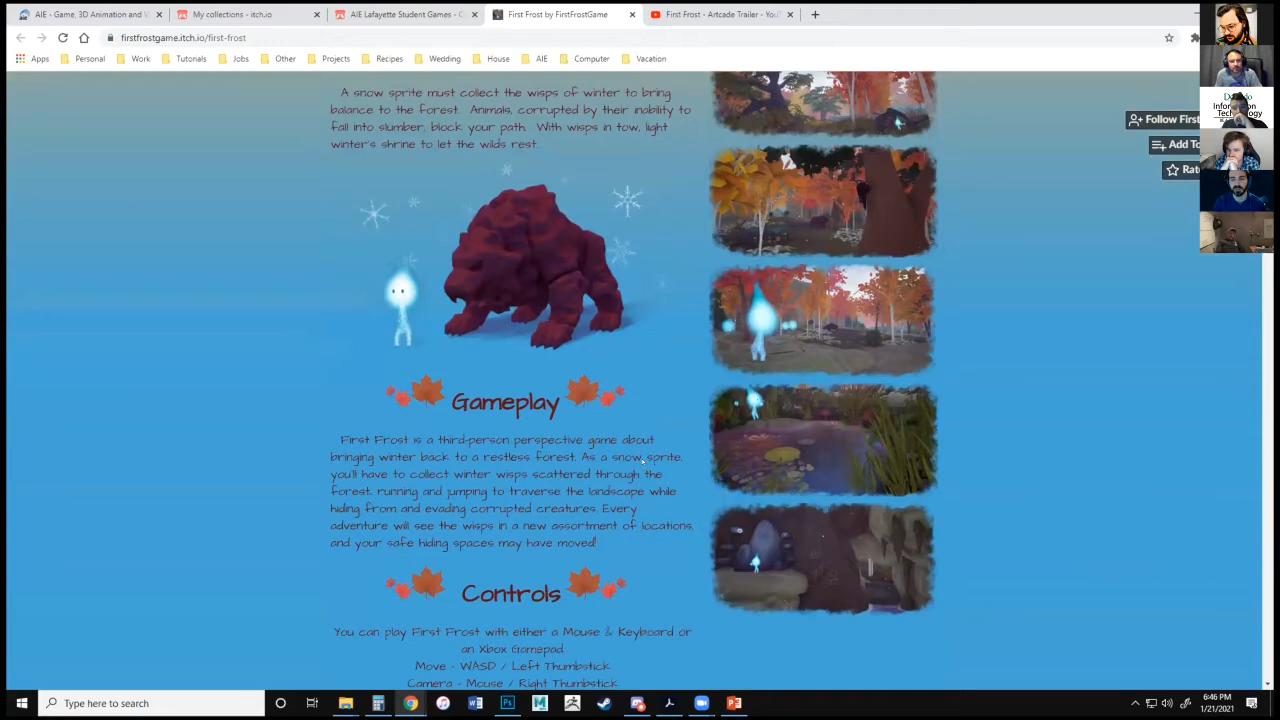 AIE - Game, 3D Animation and V
My collections - itch.io
AIE Lafayette Student Games - C
First Frost by FirstFrostGame
First Frost - Artcade Trailer - You
firstfrostgame.itch.io/first-frost
Apps
Personal
Work
Tutorials
Jobs
Other
Projects
Recipes
Wedding
House
AIE
Computer
Vacation
A snow sprite must collect the wisps of winter to bring
balance to the forest. Animals, corrupted by their inability to
fall into slumber, block your path. With wisps in tow, light
winter's shrine to let the wilds rest.
Follow First
Add To
Rate
Information
Gameplay
First Frost is a third-person perspective game about
bringing winter back to a restless forest. As a snow sprite,
you'll have to collect winter wisps scattered through the
forest, running and jumping to traverse the landscape while
hiding from and evading corrupted creatures. Every
adventure will see the wisps in a new assortment of locations,
and your safe hiding spaces may have moved!
Controls
You can play First Frost with either a Mouse & Keyboard or
an Xbox Gamepad.
Move - WASD / Left Thumbstick
Camera - Mouse / Right Thumbstick
Type here to search
6:46 PM
1/21/2021